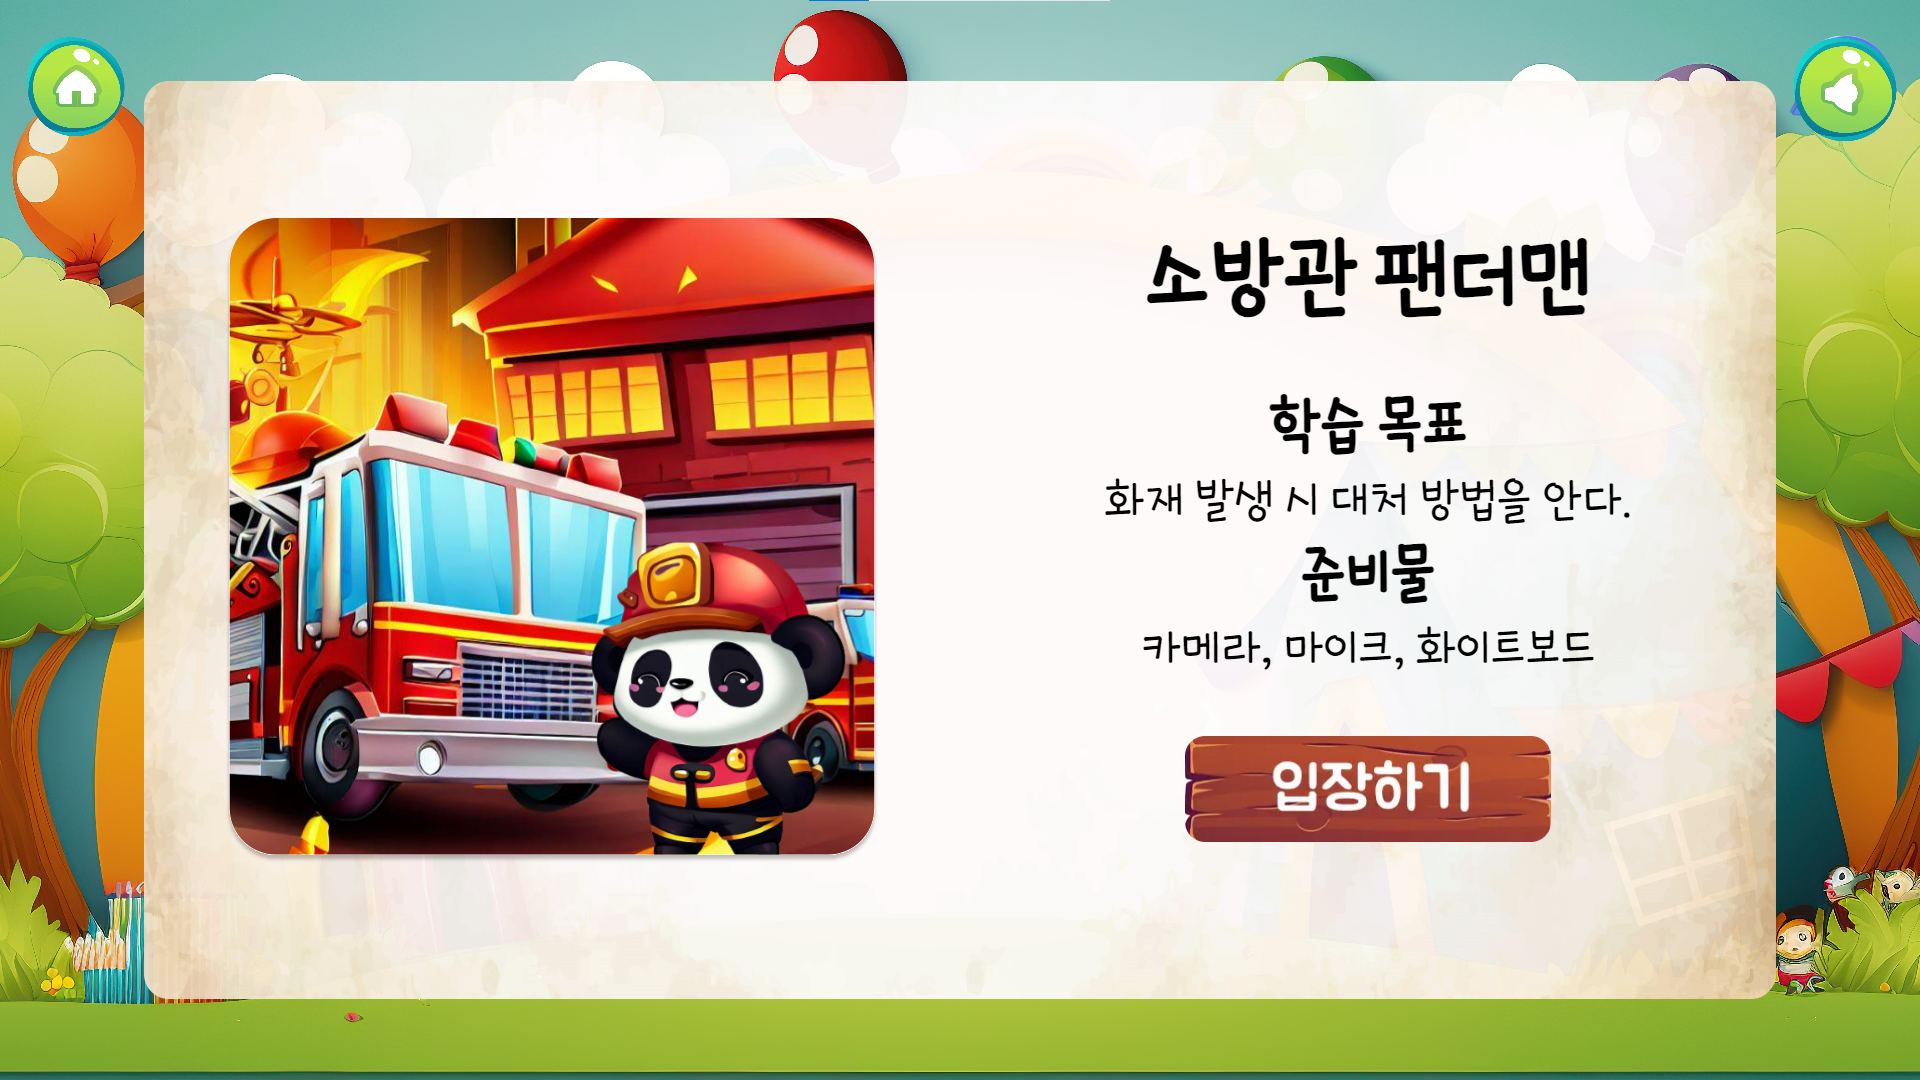 소방관 팬더맨
학습 목표
화재 발생 시 대처 방법을 안다.
준비물
카메라, 마이크, 화이트보드
입장하기